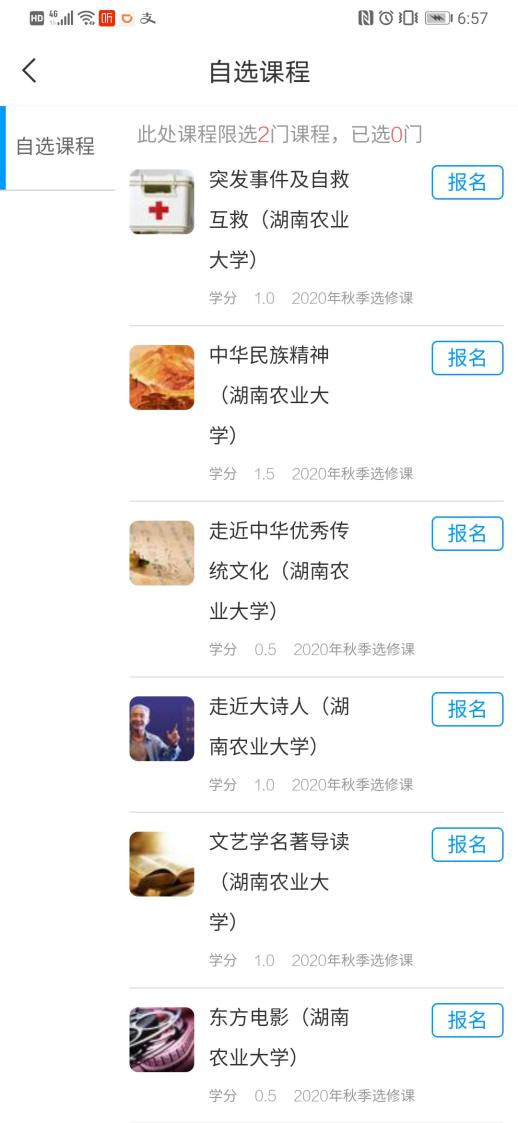 HD 4G 听 支 6:57
自选课程
自选课程
此处课程限选2门课程，已选0门
突发事件及自救 报名
互救（湖南农业
大学）
学分 1.0 2020年秋季选修课
中华民族精神 报名
（湖南农业大
学）
学分 1.5 2020年秋季选修课
走近中华优秀传 报名
统文化（湖南农
业大学）
学分 0.5 2020年秋季选修课
走近大诗人（湖 报名
南农业大学）
学分 1.0 2020年秋季选修课
文艺学名著导读 报名
（湖南农业大
学）
学分 1.0 2020年秋季选修课
东方电影（湖南 报名
农业大学）
学分 0.5 2020年秋季选修课